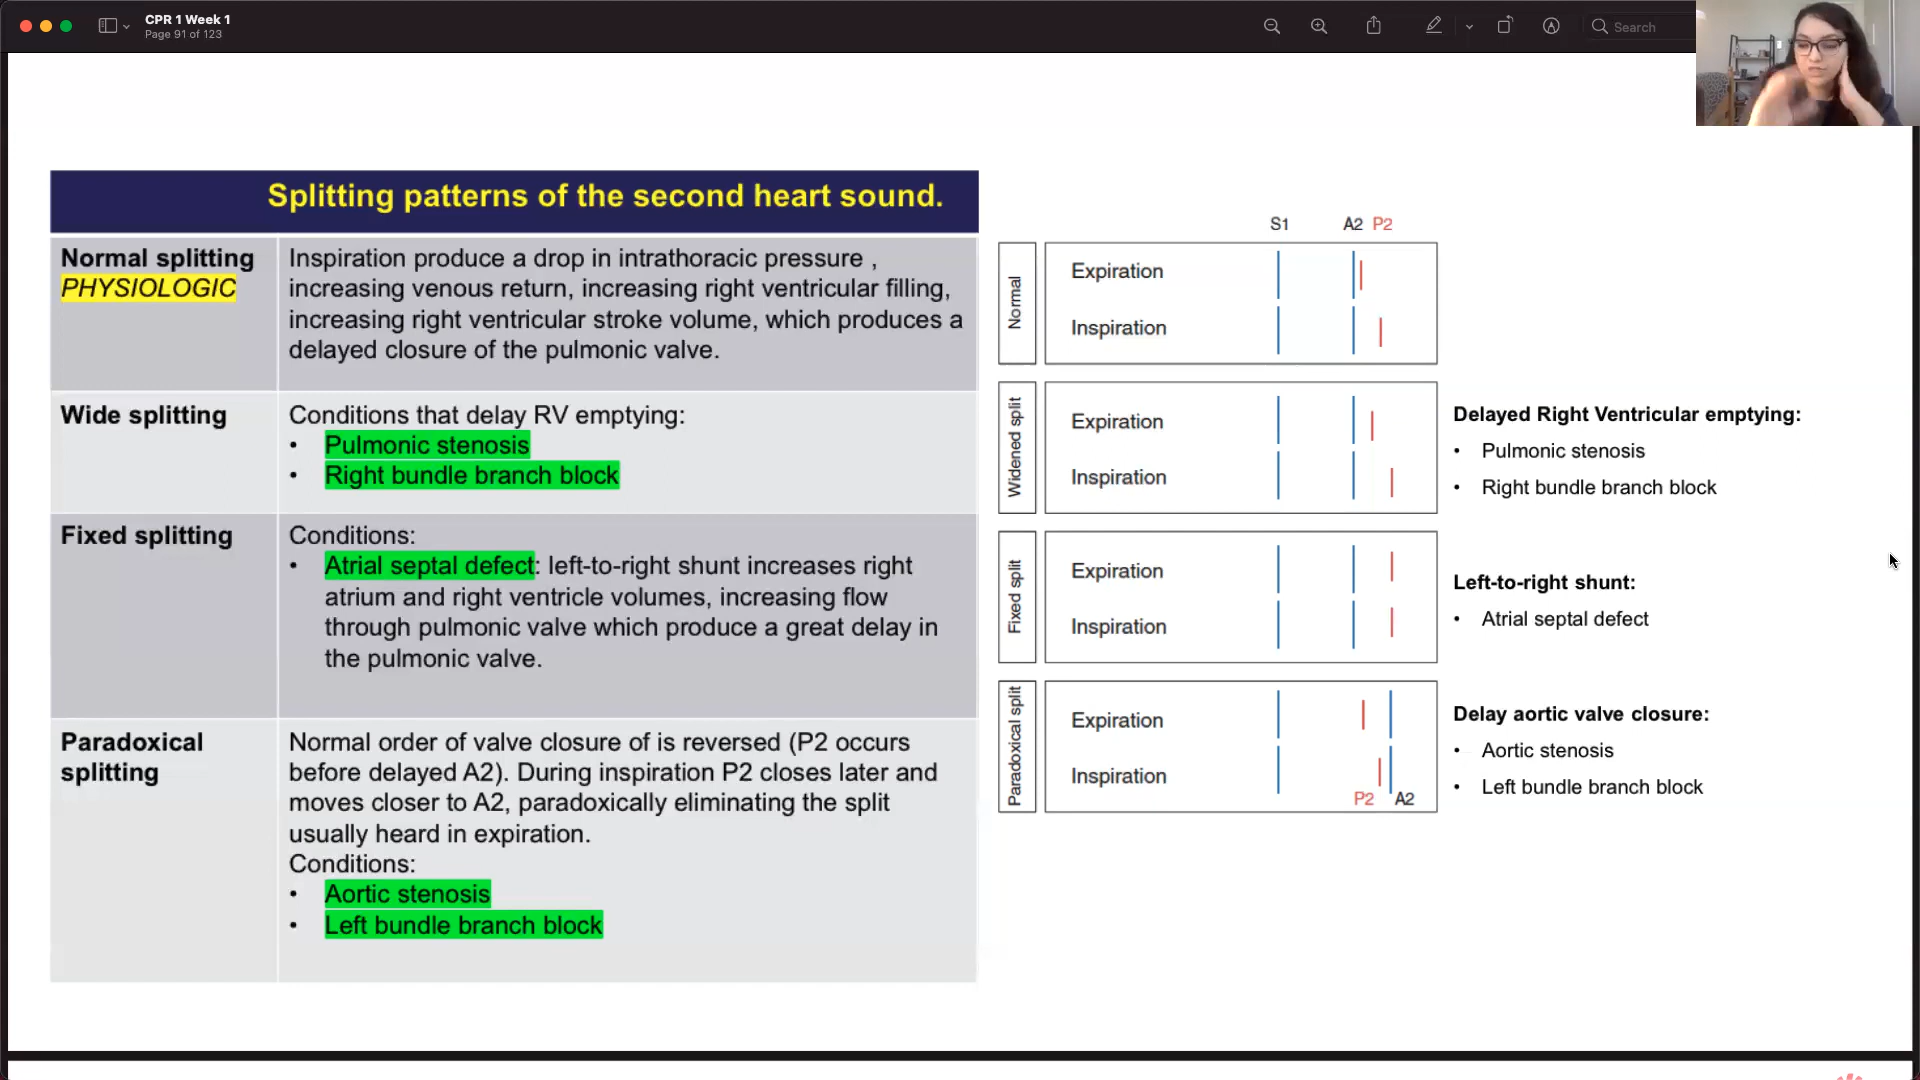 CPR 1 Week 1
Page 91 of 123
Search
Splitting patterns of the second heart sound.
Normal splitting
PHYSIOLOGIC
Inspiration produce a drop in intrathoracic pressure ,
increasing venous return, increasing right ventricular filling,
increasing right ventricular stroke volume, which produces a
delayed closure of the pulmonic valve.
Wide splitting
Conditions that delay RV emptying:
• Pulmonic stenosis
• Right bundle branch block
Fixed splitting
Conditions:
• Atrial septal defect: left-to-right shunt increases right
atrium and right ventricle volumes, increasing flow
through pulmonic valve which produce a great delay in
the pulmonic valve.
Paradoxical
splitting
Normal order of valve closure of is reversed (P2 occurs
before delayed A2). During inspiration P2 closes later and
moves closer to A2, paradoxically eliminating the split
usually heard in expiration.
Conditions:
• Aortic stenosis
• Left bundle branch block
S1 A2 P2
Normal
Expiration
Inspiration
Widened split
Expiration
Inspiration
Delayed Right Ventricular emptying:
• Pulmonic stenosis
• Right bundle branch block
Fixed split
Expiration
Inspiration
Left-to-right shunt:
• Atrial septal defect
Paradoxical split
Expiration
Inspiration
P2 A2
Delay aortic valve closure:
• Aortic stenosis
• Left bundle branch block